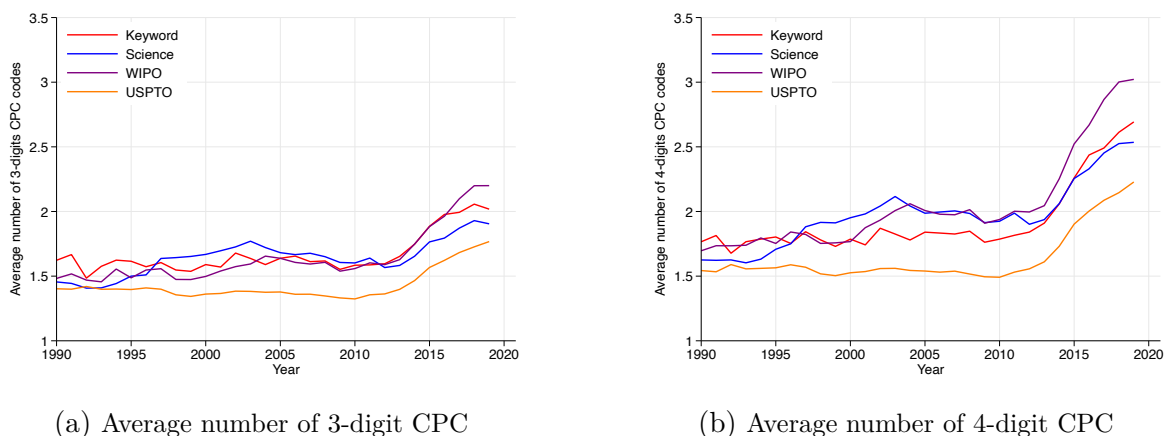 3.5
3
2.5
2
1.5
1
Average number of 3-digits CPC codes
Keyword
Science
WIPO
USPTO
1990 1995 2000 2005 2010 2015 2020
Year
(a) Average number of 3-digit CPC
3.5
3
2.5
2
1.5
1
Average number of 4-digits CPC codes
Keyword
Science
WIPO
USPTO
1990 1995 2000 2005 2010 2015 2020
Year
(b) Average number of 4-digit CPC